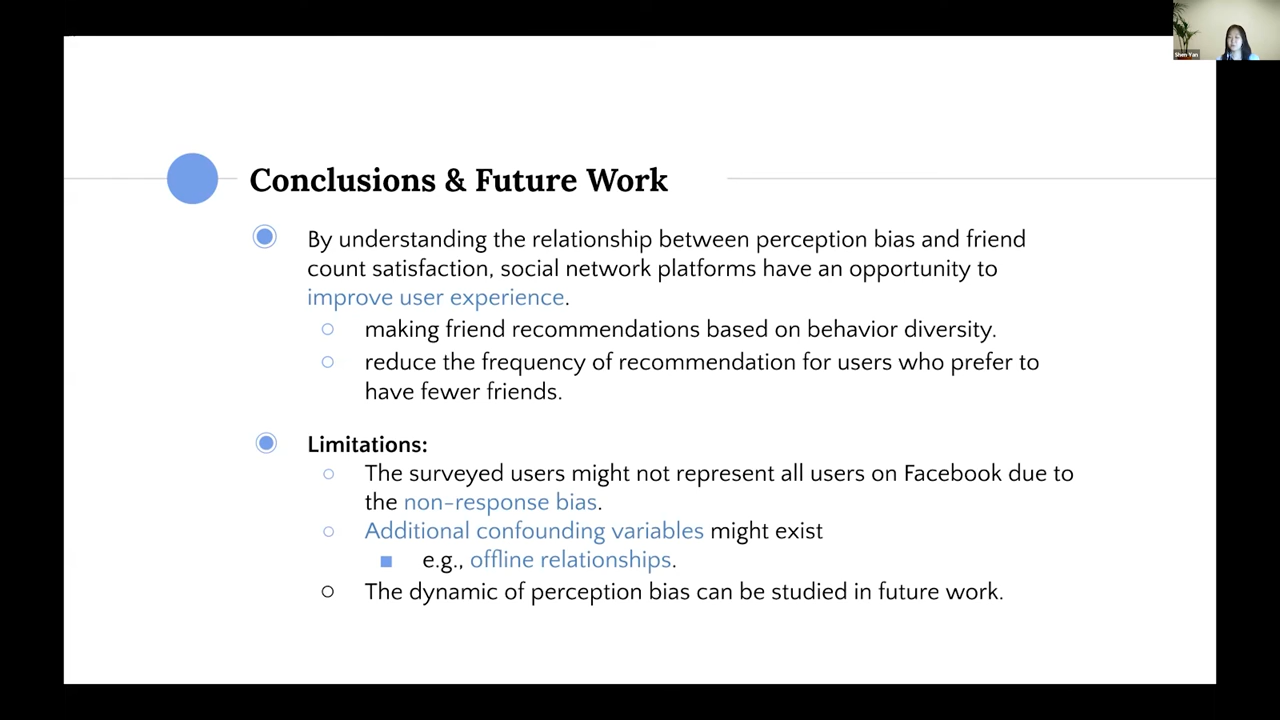 Shen Yan
Conclusions & Future Work
By understanding the relationship between perception bias and friend
count satisfaction, social network platforms have an opportunity to
improve user experience.
making friend recommendations based on behavior diversity.
reduce the frequency of recommendation for users who prefer to
have fewer friends.
Limitations:
The surveyed users might not represent all users on Facebook due to
the non-response bias.
Additional confounding variables might exist
e.g., offline relationships.
The dynamic of perception bias can be studied in future work.